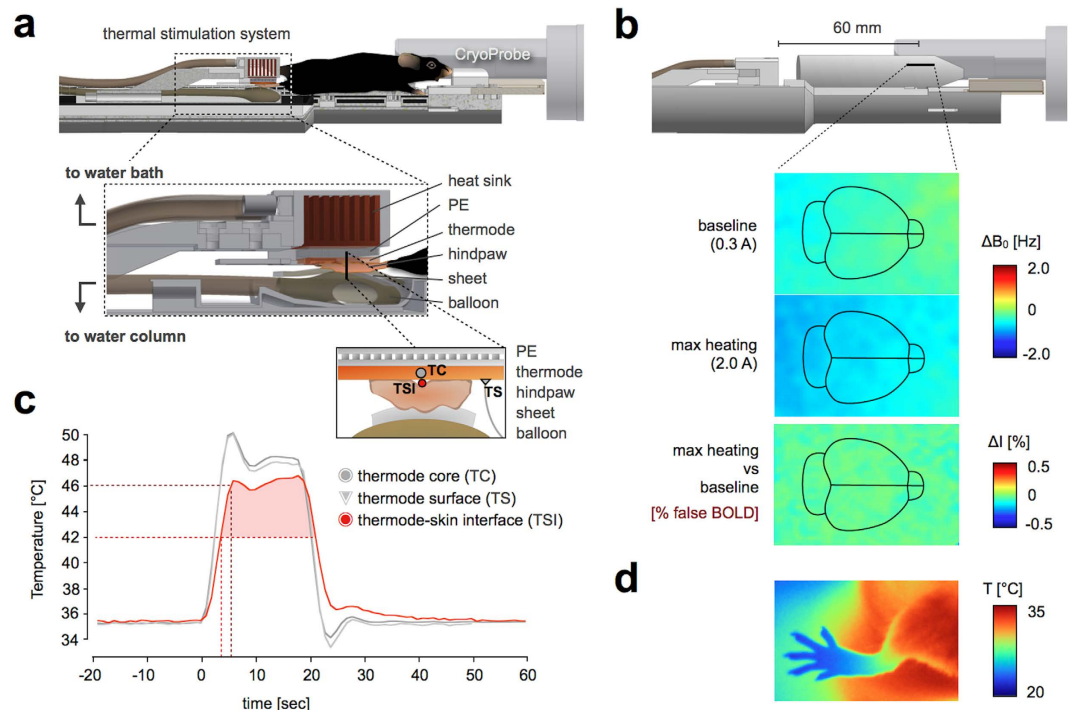 a
thermal stimulation system
CryoProbe
to water bath
heat sink
PE
thermode
hindpaw
sheet
balloon
to water column
PE
thermode
hindpaw
sheet
balloon
TC
TSI
TS
b
60 mm
baseline
(0.3 A)
max heating
(2.0 A)
max heating
vs
baseline
[% false BOLD]
ΔB₀ [Hz]
2.0
0
-2.0
ΔI [%]
0.5
0
-0.5
c
Temperature [°C]
50
48
46
44
42
40
38
36
34
-20
-10
0
10
20
30
40
50
60
time [sec]
thermode core (TC)
thermode surface (TS)
thermode-skin interface (TSI)
d
T [°C]
35
20